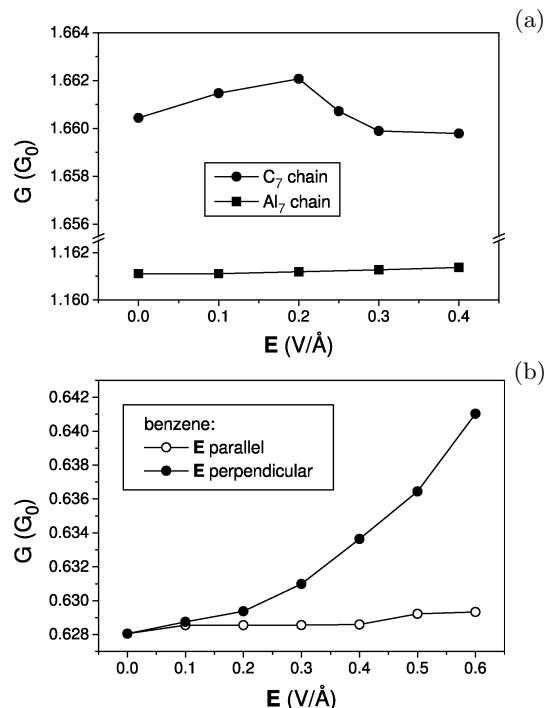 (a)
1.664
1.662
1.660
1.658
1.656
1.162
1.160
G (G₀)
C₇ chain
Al₇ chain
0.0 0.1 0.2 0.3 0.4
E (V/Å)
(b)
0.642
0.640
0.638
0.636
0.634
0.632
0.630
0.628
G (G₀)
benzene:
E parallel
E perpendicular
0.0 0.1 0.2 0.3 0.4 0.5 0.6
E (V/Å)